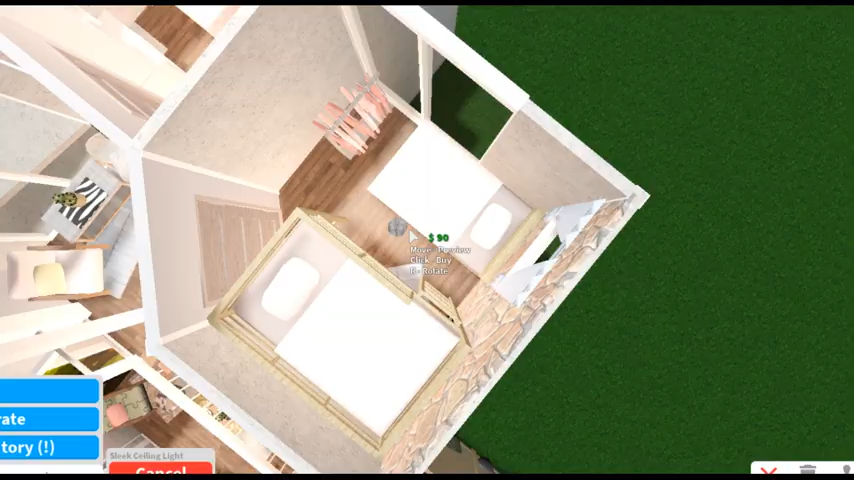 $ 90
Move - Preview
Click - Buy
R - Rotate
rate
tory (!)
Sleek Ceiling Light
Cancel